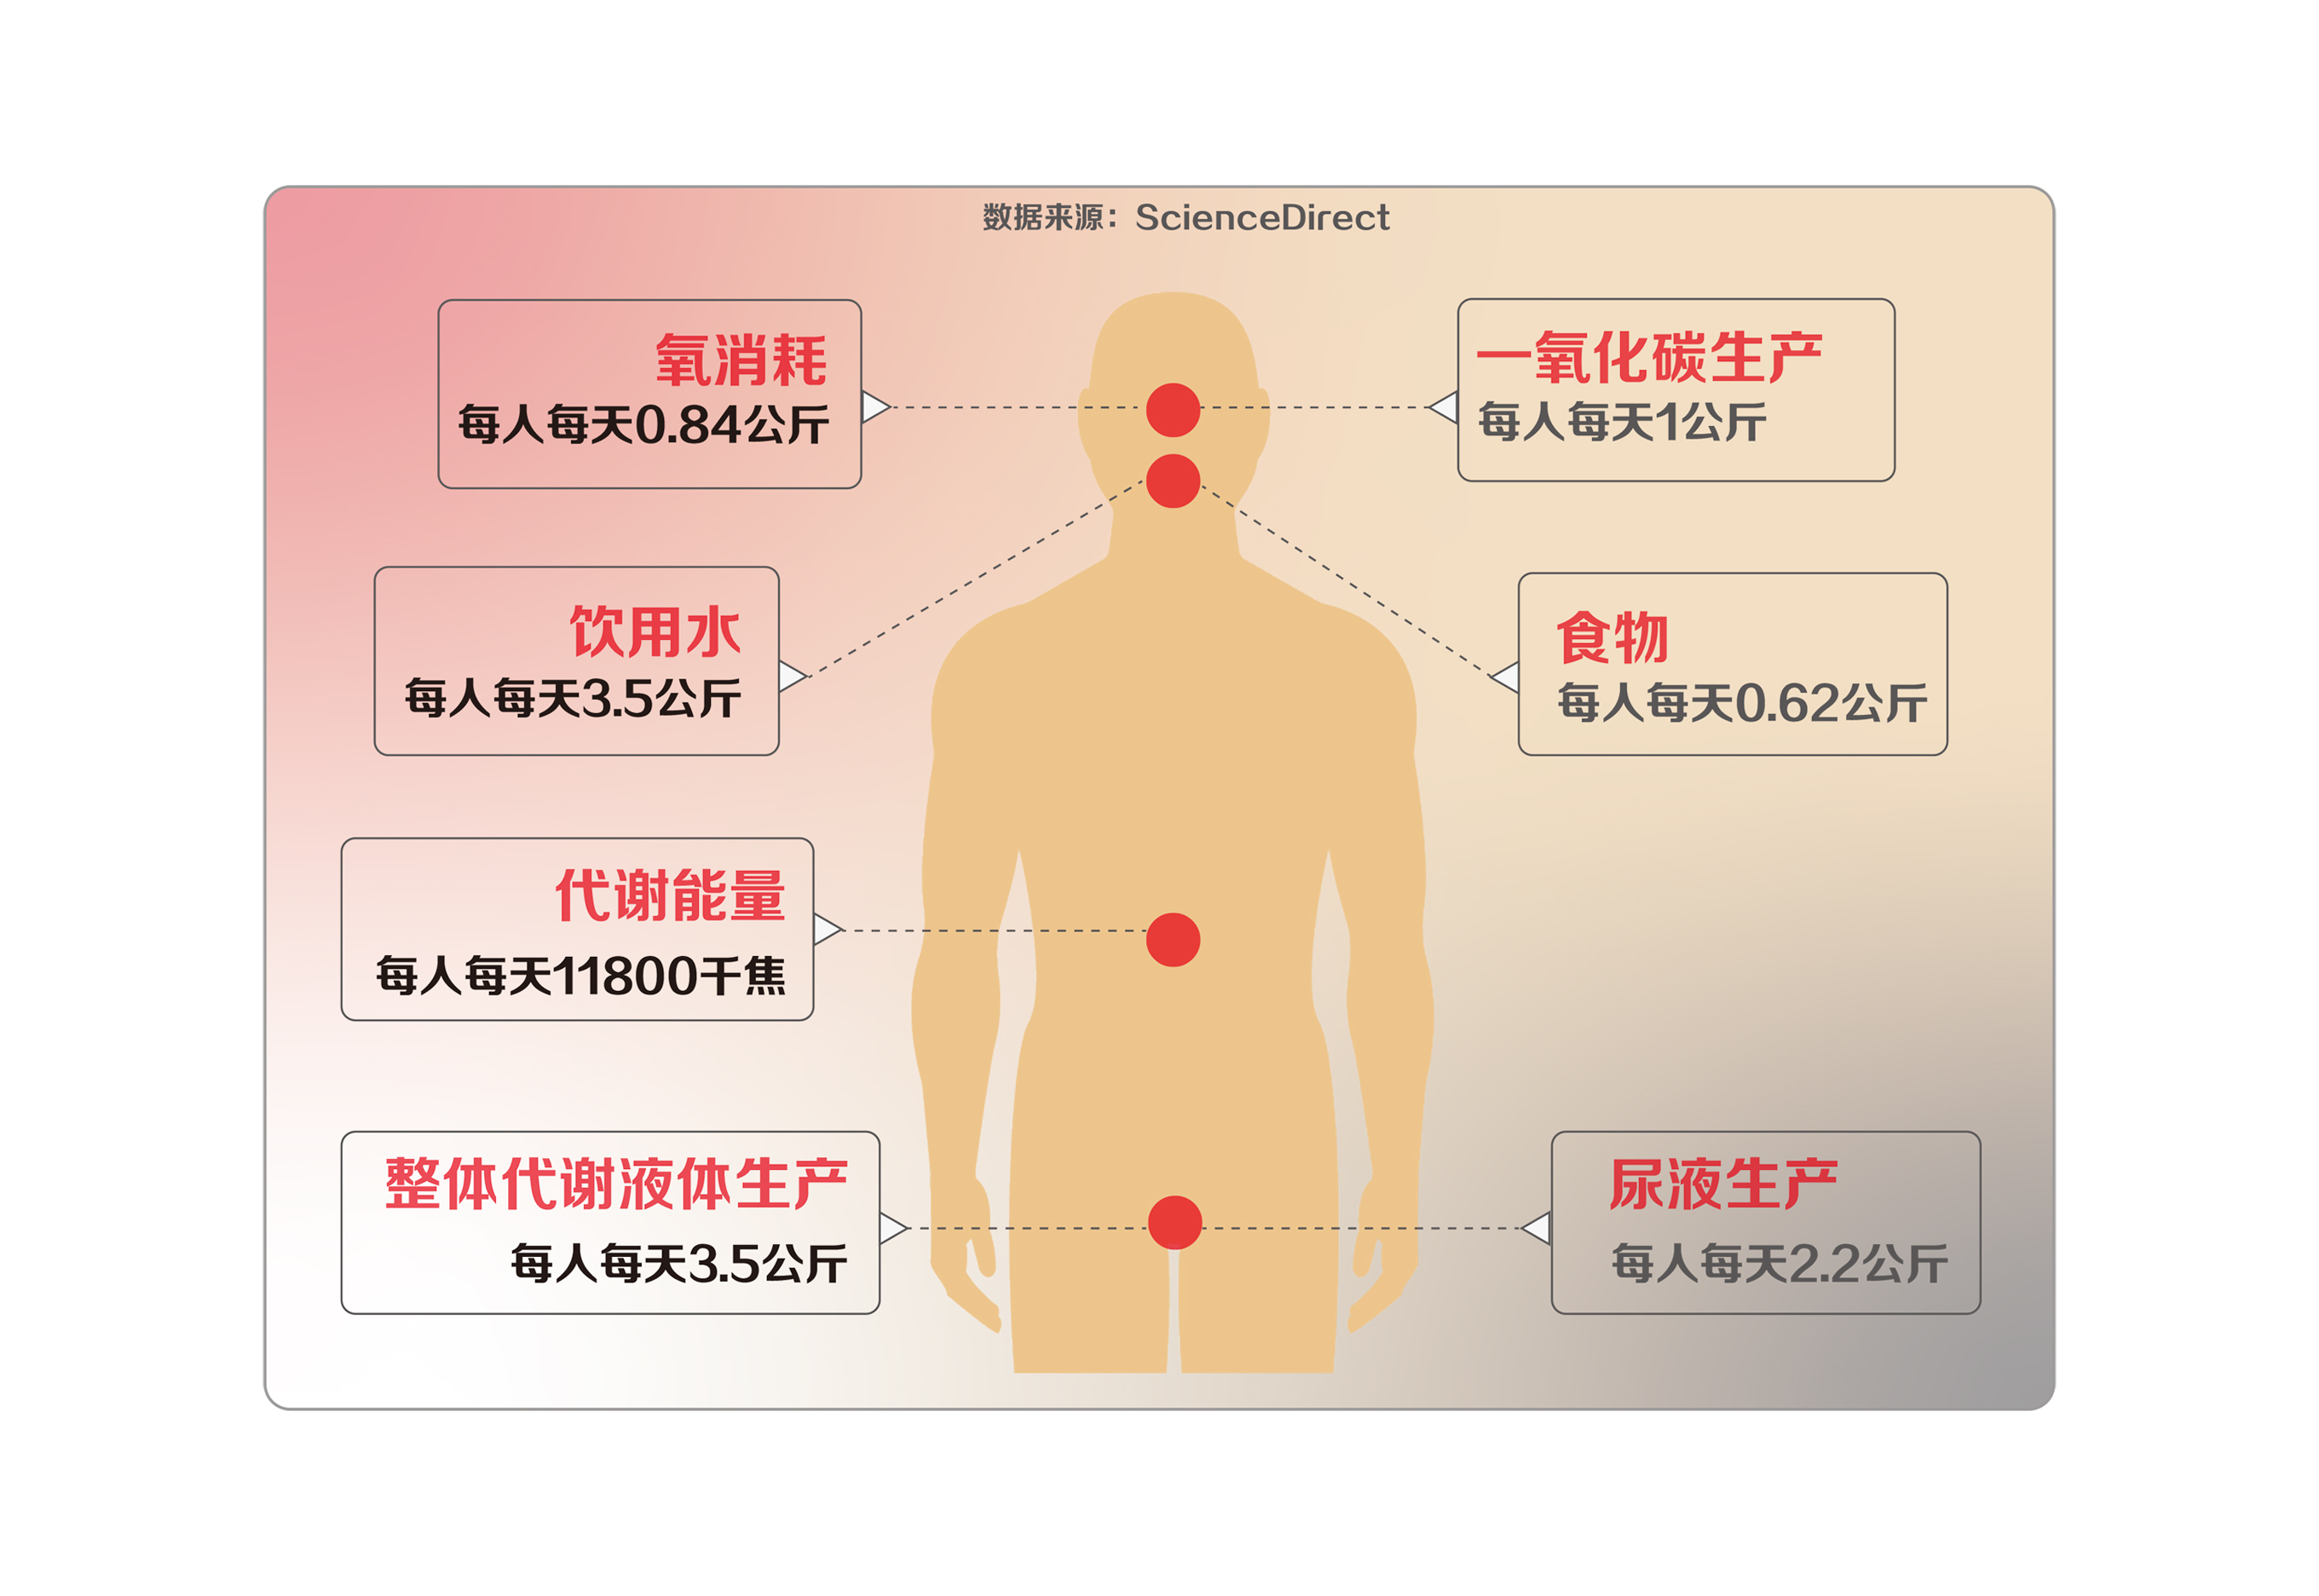 数据来源：ScienceDirect
氧消耗
每人每天0.84公斤
一氧化碳生产
每人每天1公斤
饮用水
每人每天3.5公斤
食物
每人每天0.62公斤
代谢能量
每人每天11800千焦
整体代谢液体生产
每人每天3.5公斤
尿液生产
每人每天2.2公斤